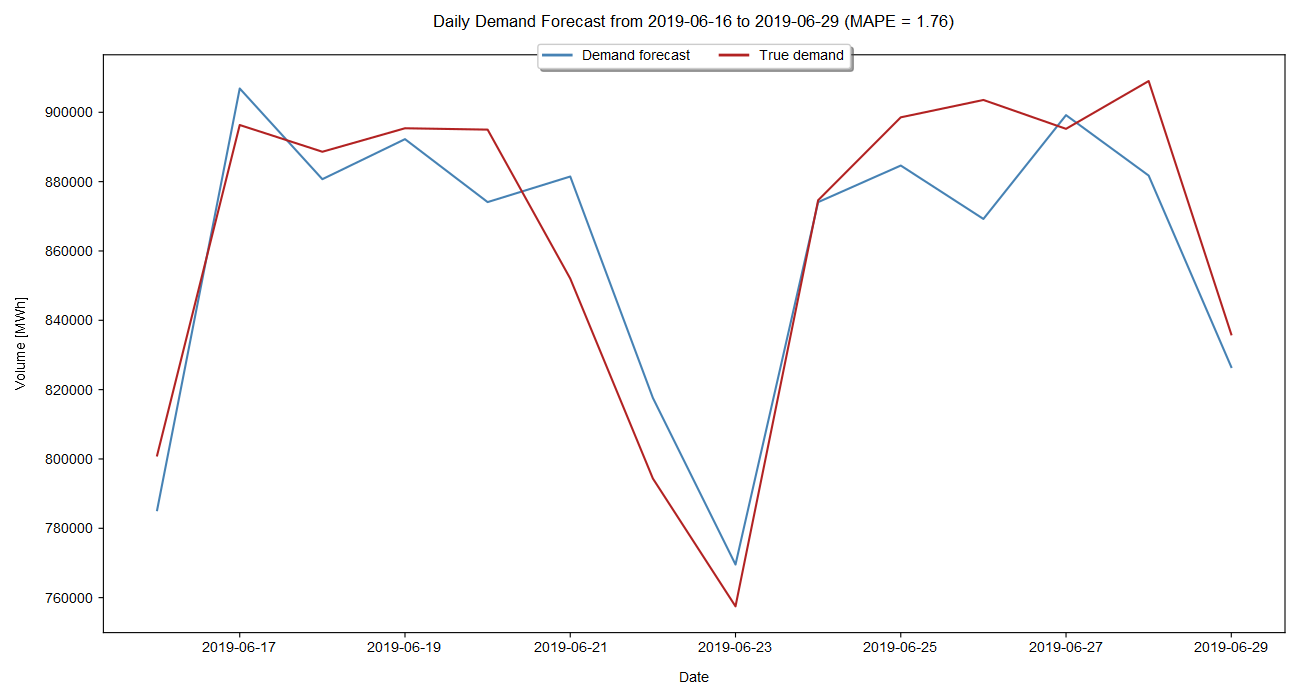 Daily Demand Forecast from 2019-06-16 to 2019-06-29 (MAPE = 1.76)
Demand forecast True demand
900000
880000
860000
840000
820000
800000
780000
760000
Volume [MWh]
2019-06-17 2019-06-19 2019-06-21 2019-06-23 2019-06-25 2019-06-27 2019-06-29
Date